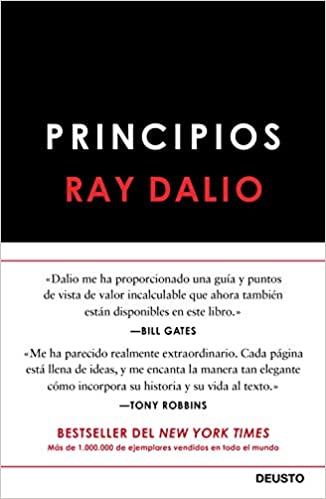 PRINCIPIOS
RAY DALIO
«Dalio me ha proporcionado una guía y puntos
de vista de valor incalculable que ahora también
están disponibles en este libro.»
—BILL GATES
«Me ha parecido realmente extraordinario. Cada página
está llena de ideas, y me encanta la manera tan elegante
cómo incorpora su historia y su vida al texto.»
—TONY ROBBINS
BESTSELLER DEL NEW YORK TIMES
Más de 1.000.000 de ejemplares vendidos en todo el mundo
DEUSTO